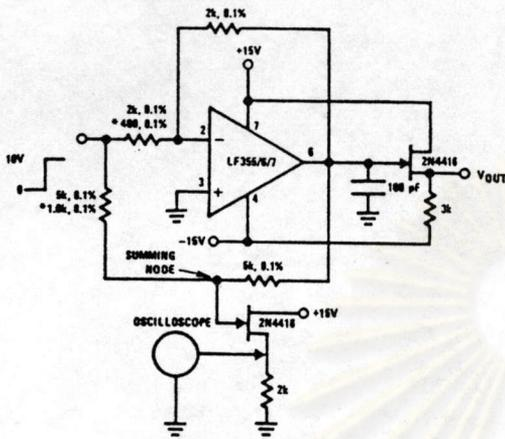 2k, 0.1%
+15V
2k, 0.1%
*400, 0.1%
2
7
6
LF355/6/7
3
4
10V
0
5k, 0.1%
*1.0k, 0.1%
2N4416
VOUT
100 pF
3k
-15V
SUMMING
NODE
5k, 0.1%
+15V
2N4416
OSCILLOSCOPE
2k